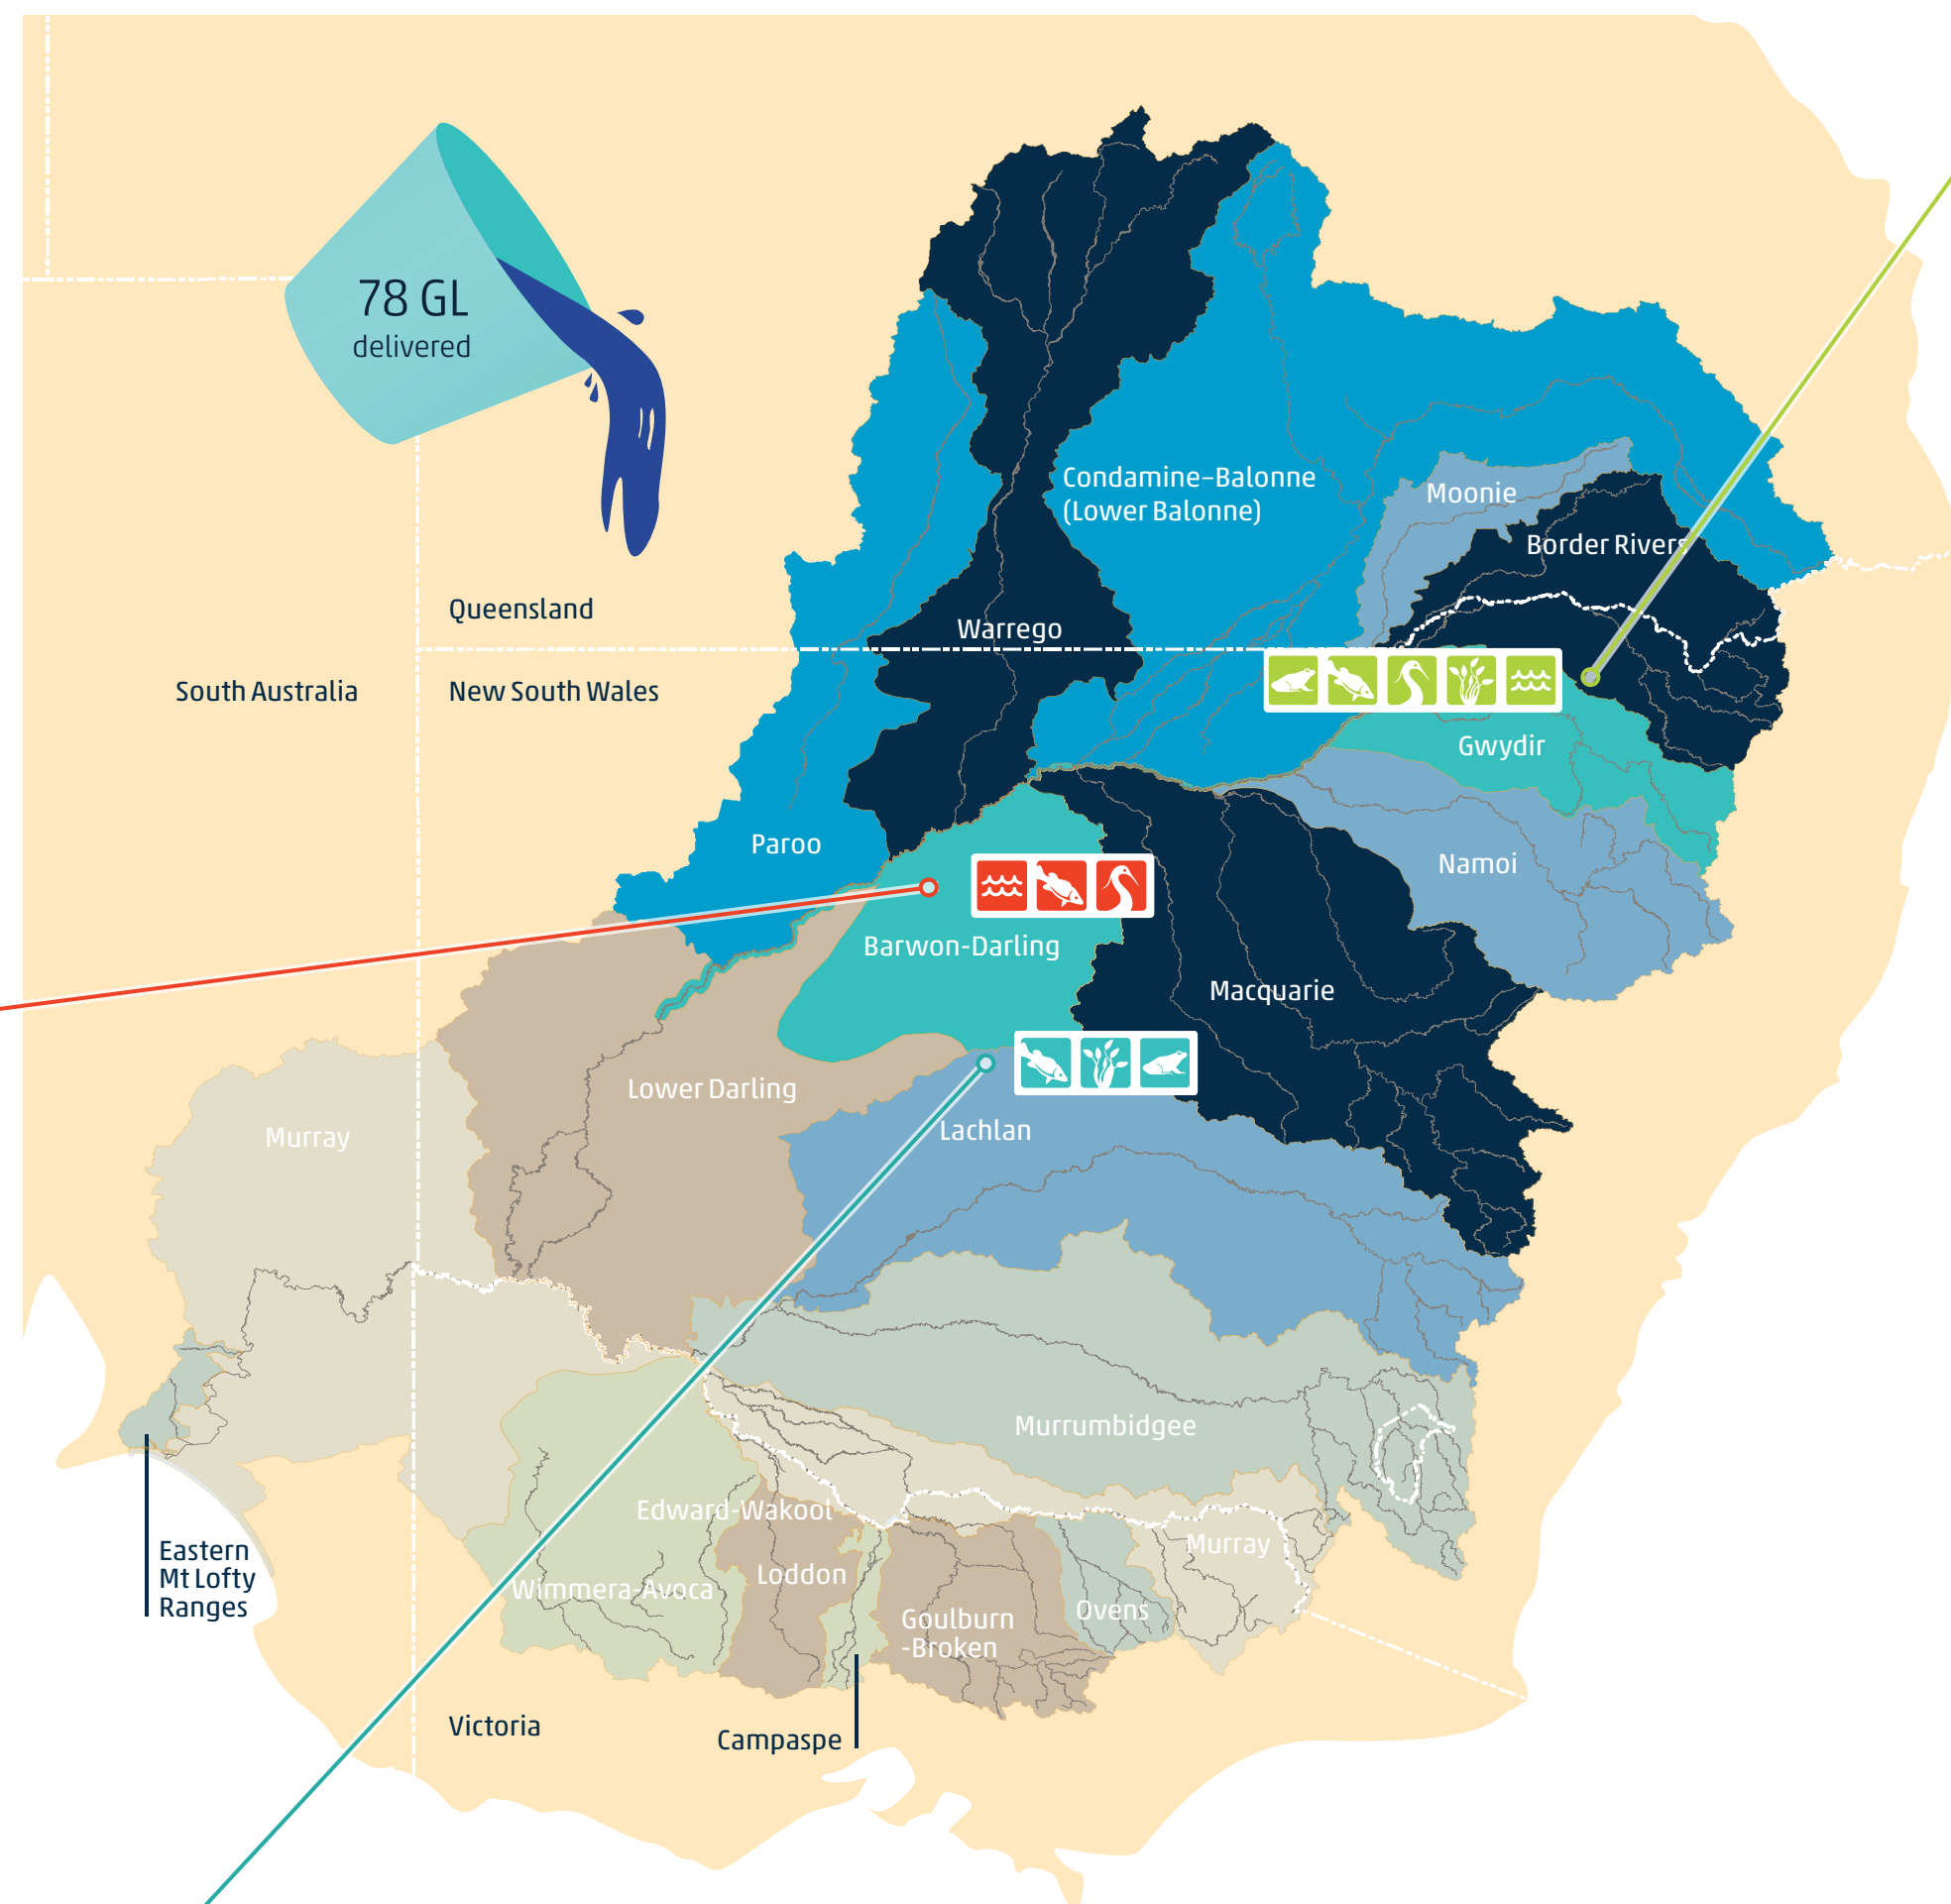 78 GL
delivered
Condamine–Balonne
(Lower Balonne)
Moonie
Border Rivers
Queensland
Warrego
South Australia
New South Wales
Gwydir
Paroo
Namoi
Barwon-Darling
Macquarie
Lower Darling
Lachlan
Murray
Murrumbidgee
Edward-Wakool
Murray
Eastern
Mt Lofty
Ranges
Loddon
Wimmera-Avoca
Ovens
Goulburn
-Broken
Victoria
Campaspe